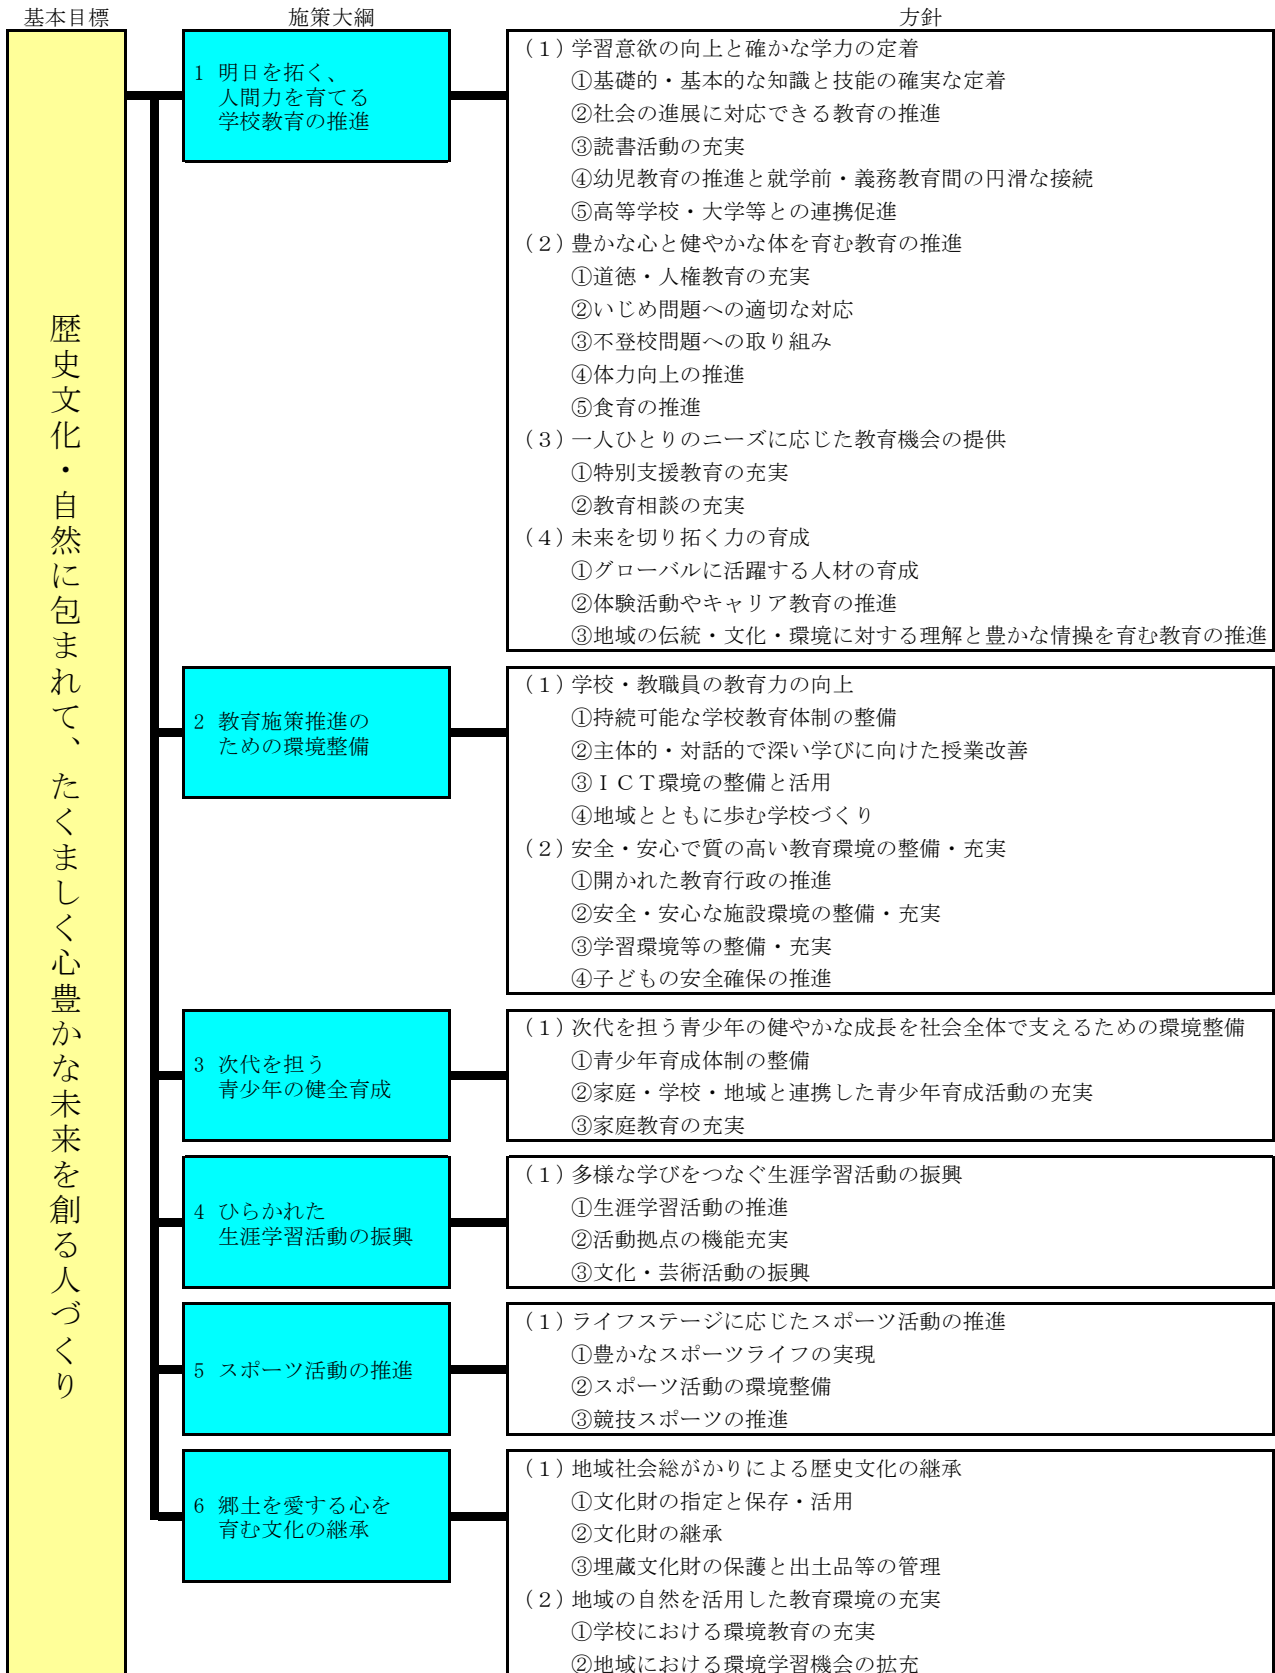 基本目標
施策大綱
方針
歴史文化・自然に包まれて、たくましく心豊かな未来を創る人づくり
1 明日を拓く、
人間力を育てる
学校教育の推進
(1)学習意欲の向上と確かな学力の定着
①基礎的・基本的な知識と技能の確実な定着
②社会の進展に対応できる教育の推進
③読書活動の充実
④幼児教育の推進と就学前・義務教育間の円滑な接続
⑤高等学校・大学等との連携促進
(2)豊かな心と健やかな体を育む教育の推進
①道徳・人権教育の充実
②いじめ問題への適切な対応
③不登校問題への取り組み
④体力向上の推進
⑤食育の推進
(3)一人ひとりのニーズに応じた教育機会の提供
①特別支援教育の充実
②教育相談の充実
(4)未来を切り拓く力の育成
①グローバルに活躍する人材の育成
②体験活動やキャリア教育の推進
③地域の伝統・文化・環境に対する理解と豊かな情操を育む教育の推進
2 教育施策推進の
ための環境整備
(1)学校・教職員の教育力の向上
①持続可能な学校教育体制の整備
②主体的・対話的で深い学びに向けた授業改善
③ICT環境の整備と活用
④地域とともに歩む学校づくり
(2)安全・安心で質の高い教育環境の整備・充実
①開かれた教育行政の推進
②安全・安心な施設環境の整備・充実
③学習環境等の整備・充実
④子どもの安全確保の推進
3 次代を担う
青少年の健全育成
(1)次代を担う青少年の健やかな成長を社会全体で支えるための環境整備
①青少年育成体制の整備
②家庭・学校・地域と連携した青少年育成活動の充実
③家庭教育の充実
4 ひらかれた
生涯学習活動の振興
(1)多様な学びをつなぐ生涯学習活動の振興
①生涯学習活動の推進
②活動拠点の機能充実
③文化・芸術活動の振興
5 スポーツ活動の推進
(1)ライフステージに応じたスポーツ活動の推進
①豊かなスポーツライフの実現
②スポーツ活動の環境整備
③競技スポーツの推進
6 郷土を愛する心を
育む文化の継承
(1)地域社会総がかりによる歴史文化の継承
①文化財の指定と保存・活用
②文化財の継承
③埋蔵文化財の保護と出土品等の管理
(2)地域の自然を活用した教育環境の充実
①学校における環境教育の充実
②地域における環境学習機会の拡充